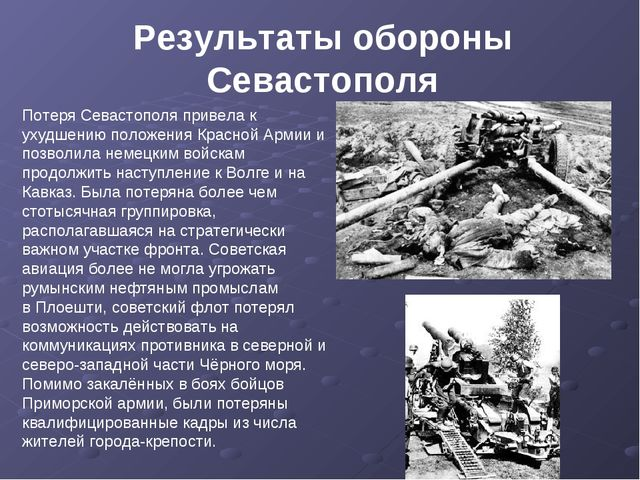 Результаты обороны
Севастополя
Потеря Севастополя привела к
ухудшению положения Красной Армии и
позволила немецким войскам
продолжить наступление к Волге и на
Кавказ. Была потеряна более чем
стотысячная группировка,
располагавшаяся на стратегически
важном участке фронта. Советская
авиация более не могла угрожать
румынским нефтяным промыслам
в Плоешти, советский флот потерял
возможность действовать на
коммуникациях противника в северной и
северо-западной части Чёрного моря.
Помимо закалённых в боях бойцов
Приморской армии, были потеряны
квалифицированные кадры из числа
жителей города-крепости.